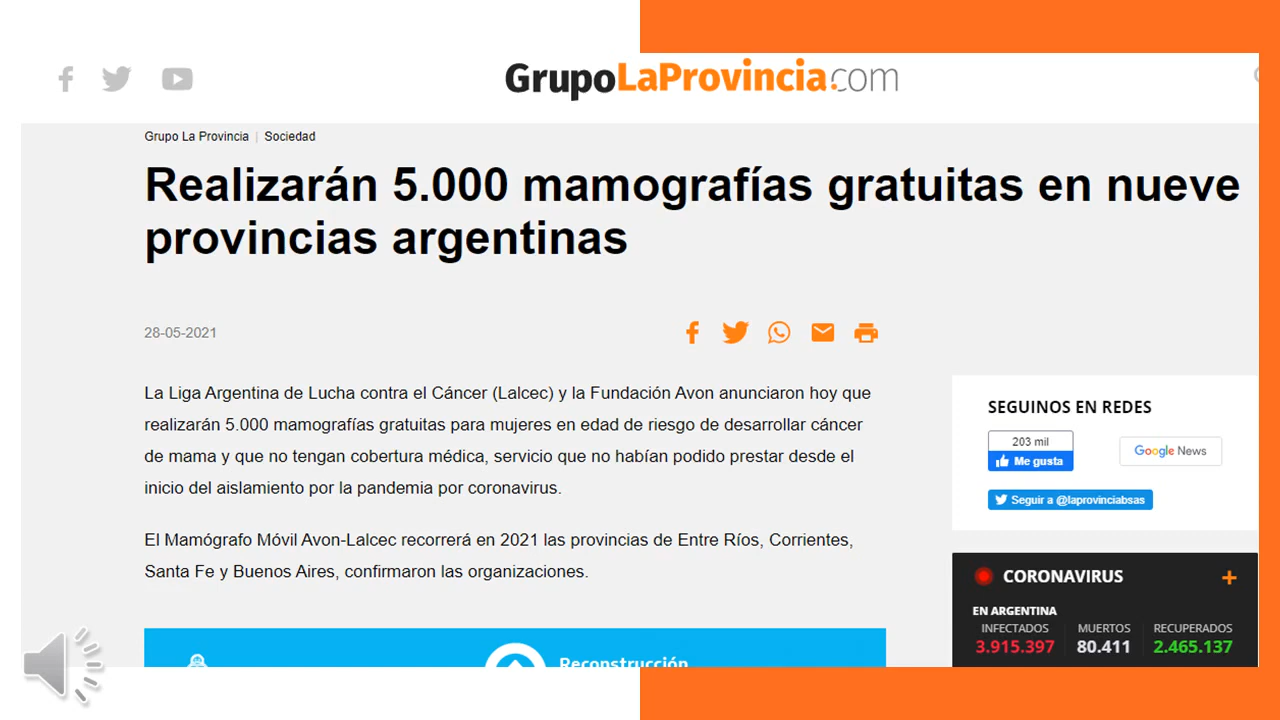 GrupoLaProvincia.com
Grupo La Provincia | Sociedad
Realizarán 5.000 mamografías gratuitas en nueve
provincias argentinas
28-05-2021
La Liga Argentina de Lucha contra el Cáncer (Lalcec) y la Fundación Avon anunciaron hoy que
realizarán 5.000 mamografías gratuitas para mujeres en edad de riesgo de desarrollar cáncer
de mama y que no tengan cobertura médica, servicio que no habían podido prestar desde el
inicio del aislamiento por la pandemia por coronavirus.
El Mamógrafo Móvil Avon-Lalcec recorrerá en 2021 las provincias de Entre Ríos, Corrientes,
Santa Fe y Buenos Aires, confirmaron las organizaciones.
Reconstrucción
SEGUINOS EN REDES
203 mil
Me gusta
Google News
Seguir a @laprovinciabsas
CORONAVIRUS +
EN ARGENTINA
INFECTADOS MUERTOS RECUPERADOS
3.915.397 80.411 2.465.137